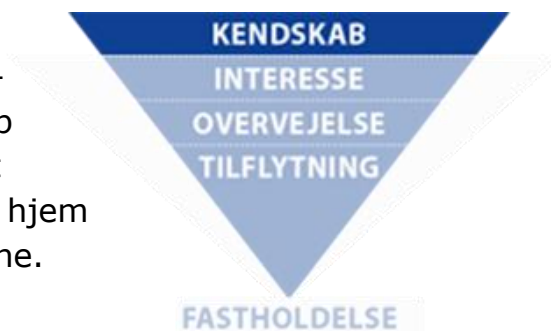 KENDSKAB
INTERESSE
OVERVEJELSE
TILFLYTNING
hjem
FASTHOLDELSE